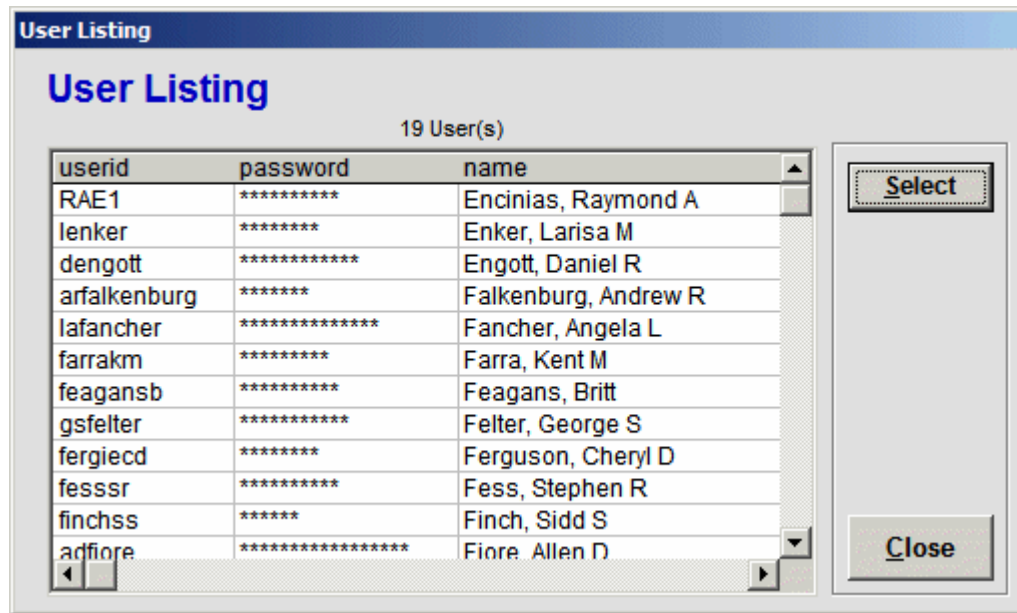 User Listing
User Listing
19 User(s)
userid password name
RAE1 ********** Encinias, Raymond A
lenker ******** Enker, Larisa M
dengott ************ Engott, Daniel R
arfalkenburg ******* Falkenburg, Andrew R
lafancher ************** Fancher, Angela L
farrakm ********* Farra, Kent M
feagansb ********** Feagans, Britt
gsfelter *********** Felter, George S
fergiecd ******** Ferguson, Cheryl D
fesssr ********** Fess, Stephen R
finchss ****** Finch, Sidd S
adfiore ***************** Fiore, Allen D
Select
Close